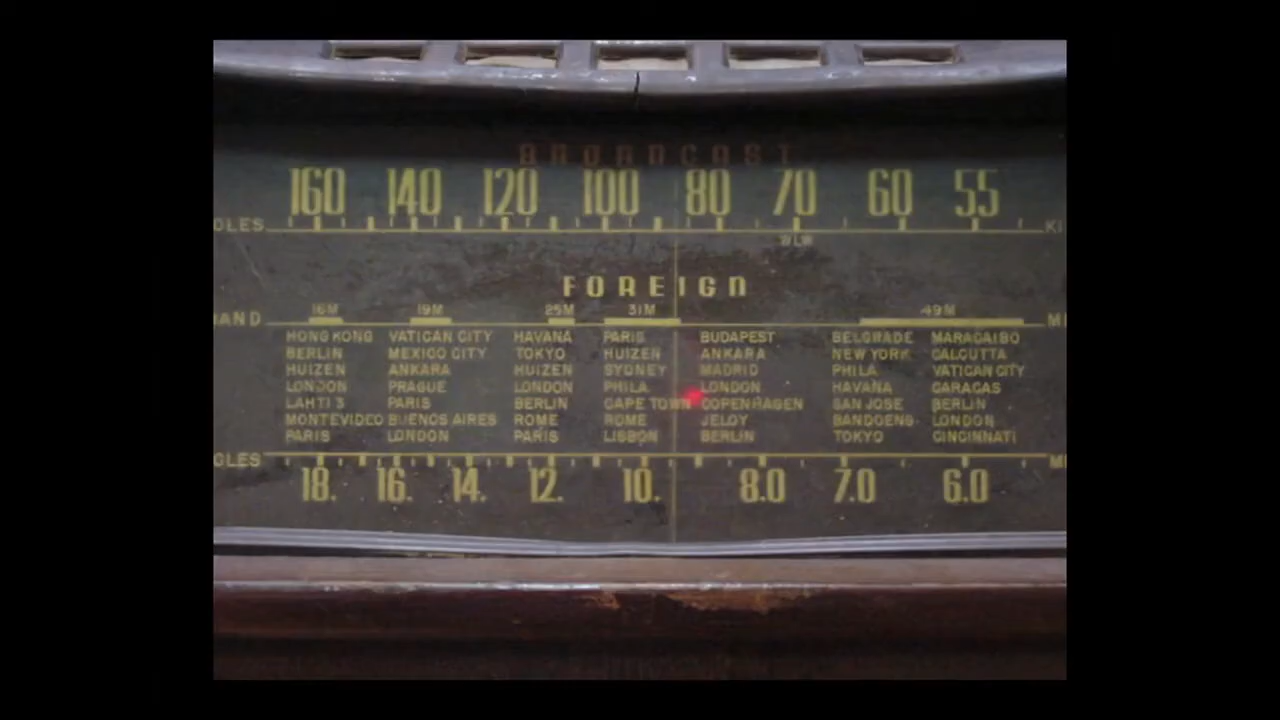 BROADCAST
160 140 120 100 80 70 60 55
WLW
FOREIGN
16M 19M 25M 31M 49M
HONG KONG VATICAN CITY HAVANA PARIS BUDAPEST BELGRADE MARACAIBO
BERLIN MEXICO CITY TOKYO HUIZEN ANKARA NEW YORK CALCUTTA
HUIZEN ANKARA HUIZEN SYDNEY MADRID PHILA VATICAN CITY
LONDON PRAGUE LONDON PHILA LONDON HAVANA CARACAS
LAHTI PARIS BERLIN CAPE TOWN COPENHAGEN SAN JOSE BERLIN
MONTEVIDEO BUENOS AIRES ROME ROME JELOY BANDOENG LONDON
PARIS LONDON PARIS LISBON BERLIN TOKYO CINCINNATI
18. 16. 14. 12. 10. 8.0 7.0 6.0